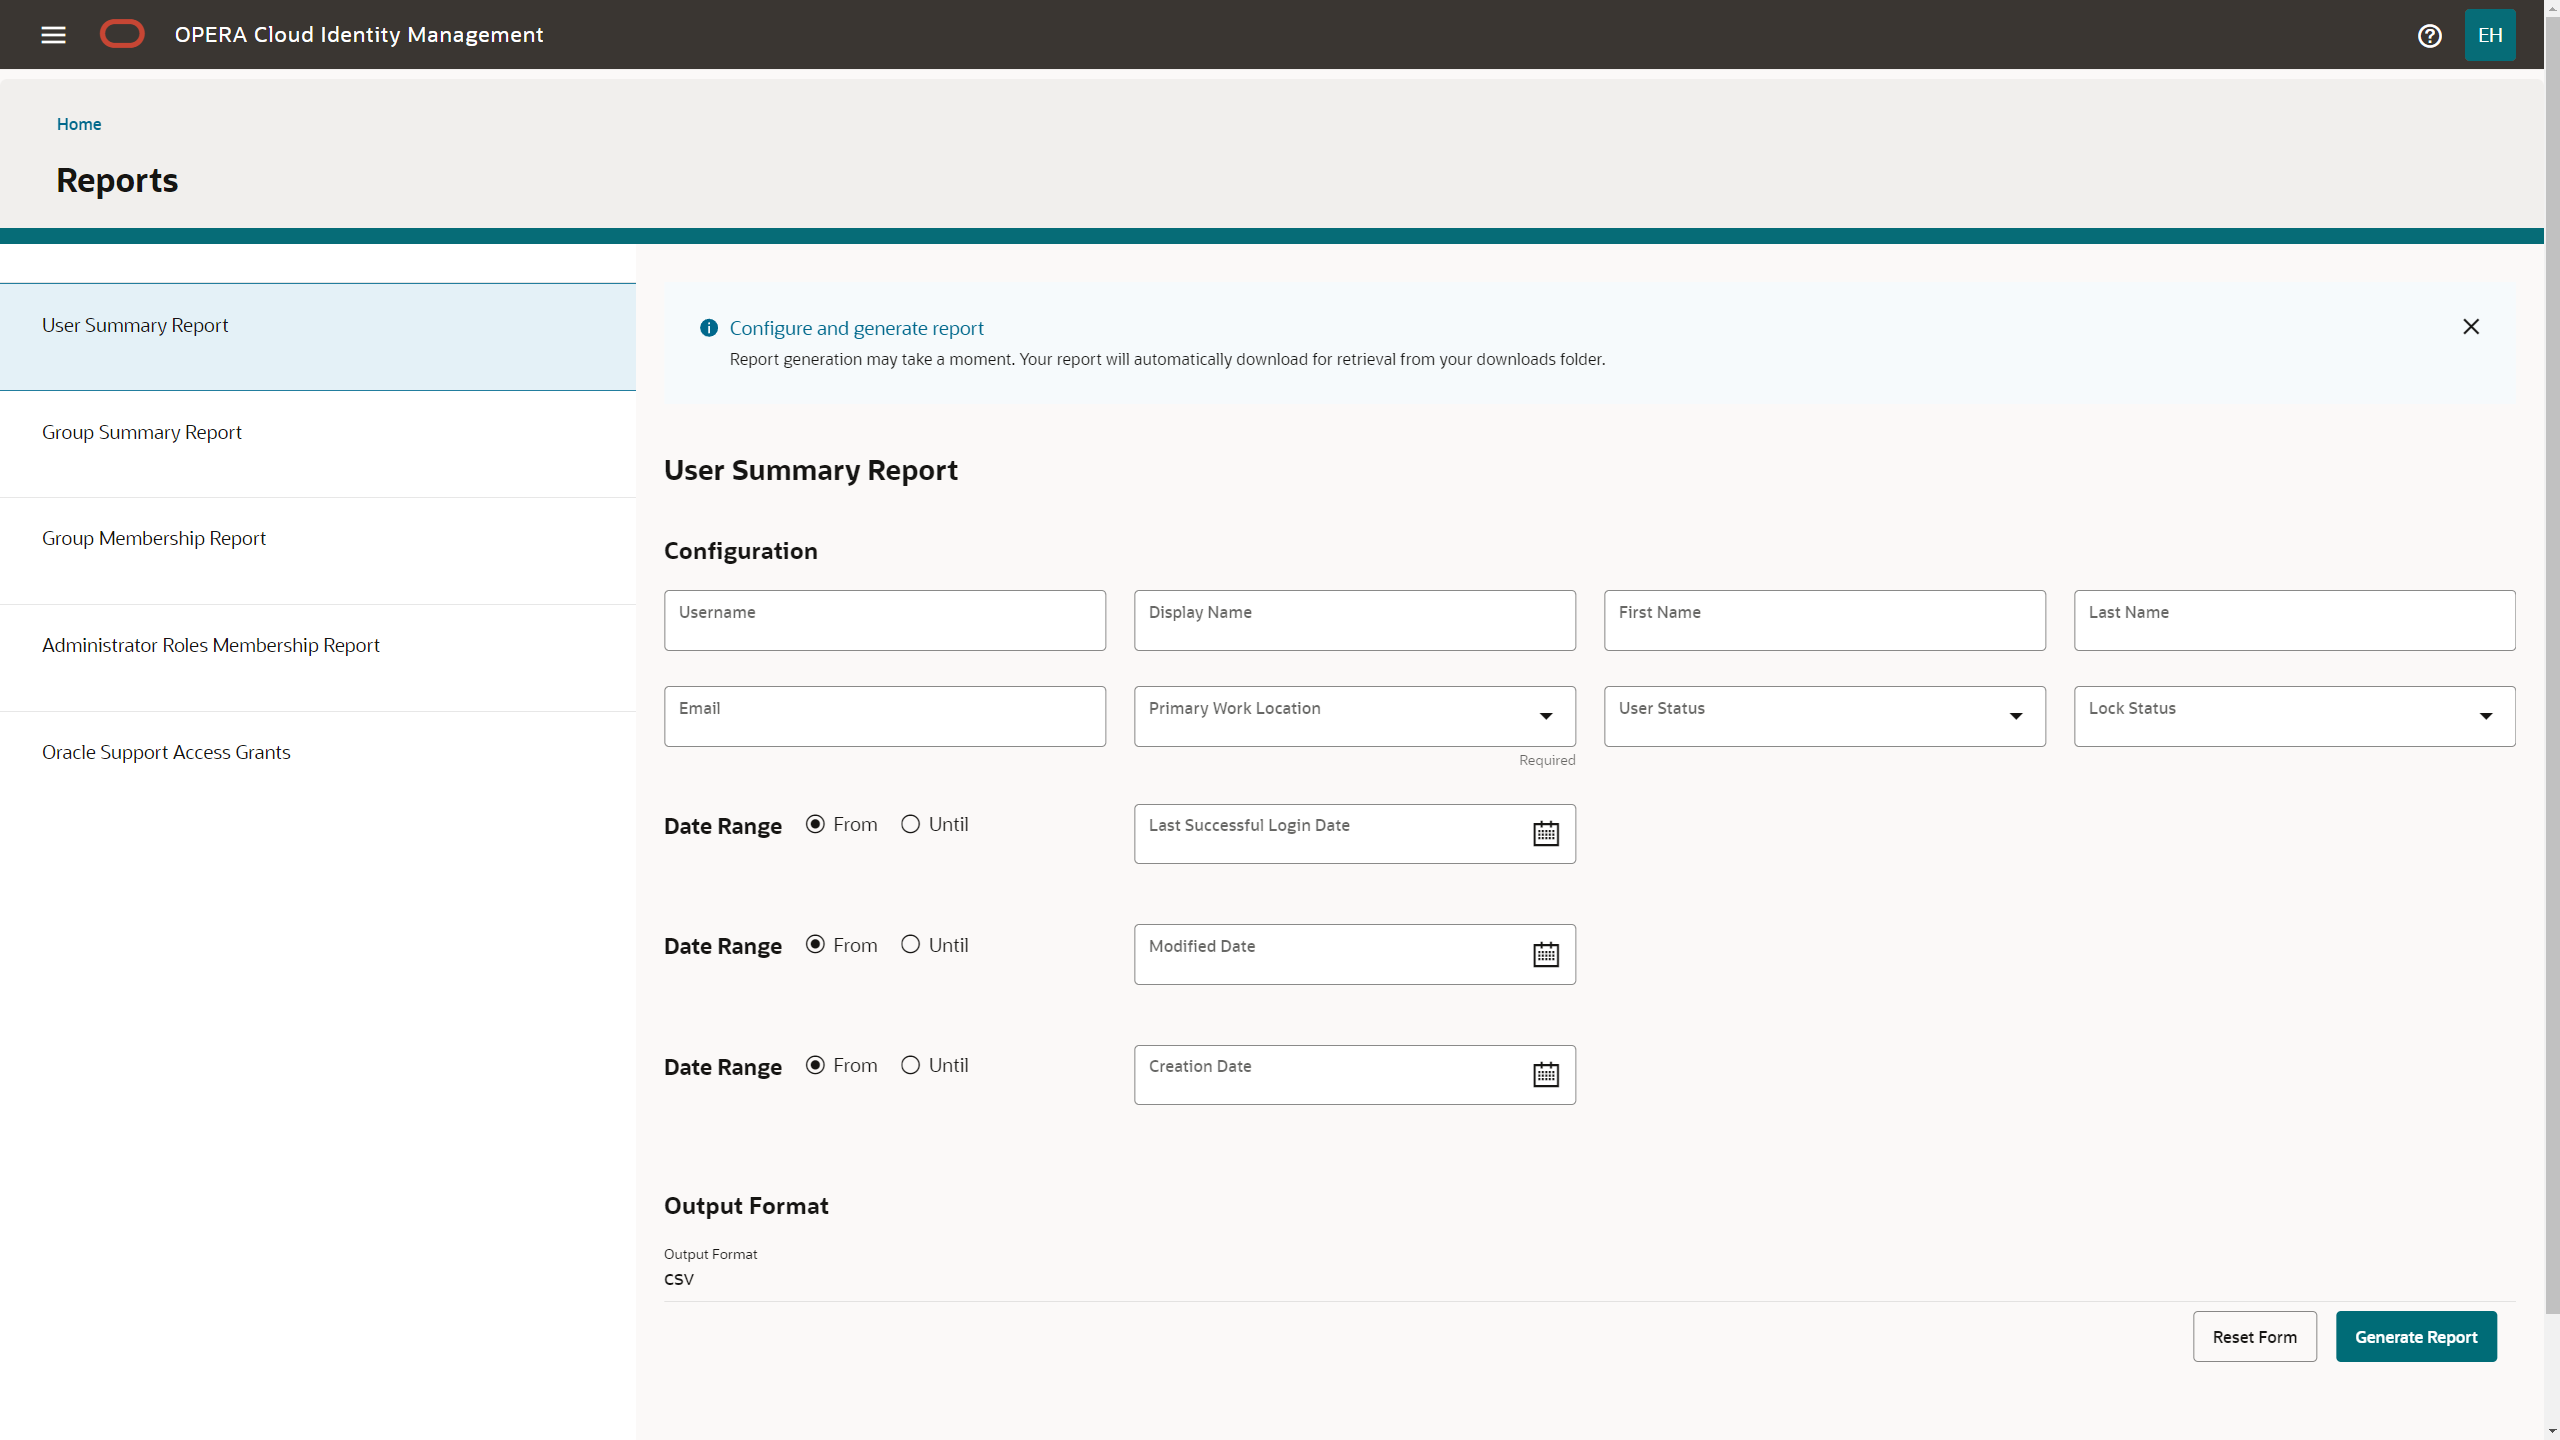 OPERA Cloud Identity Management
EH
Home
Reports
User Summary Report
Group Summary Report
Group Membership Report
Administrator Roles Membership Report
Oracle Support Access Grants
Configure and generate report
Report generation may take a moment. Your report will automatically download for retrieval from your downloads folder.
User Summary Report
Configuration
Username Display Name First Name Last Name
Email Primary Work Location User Status Lock Status
Required
Date Range From Until Last Successful Login Date
Date Range From Until Modified Date
Date Range From Until Creation Date
Output Format
Output Format
CSV
Reset Form Generate Report